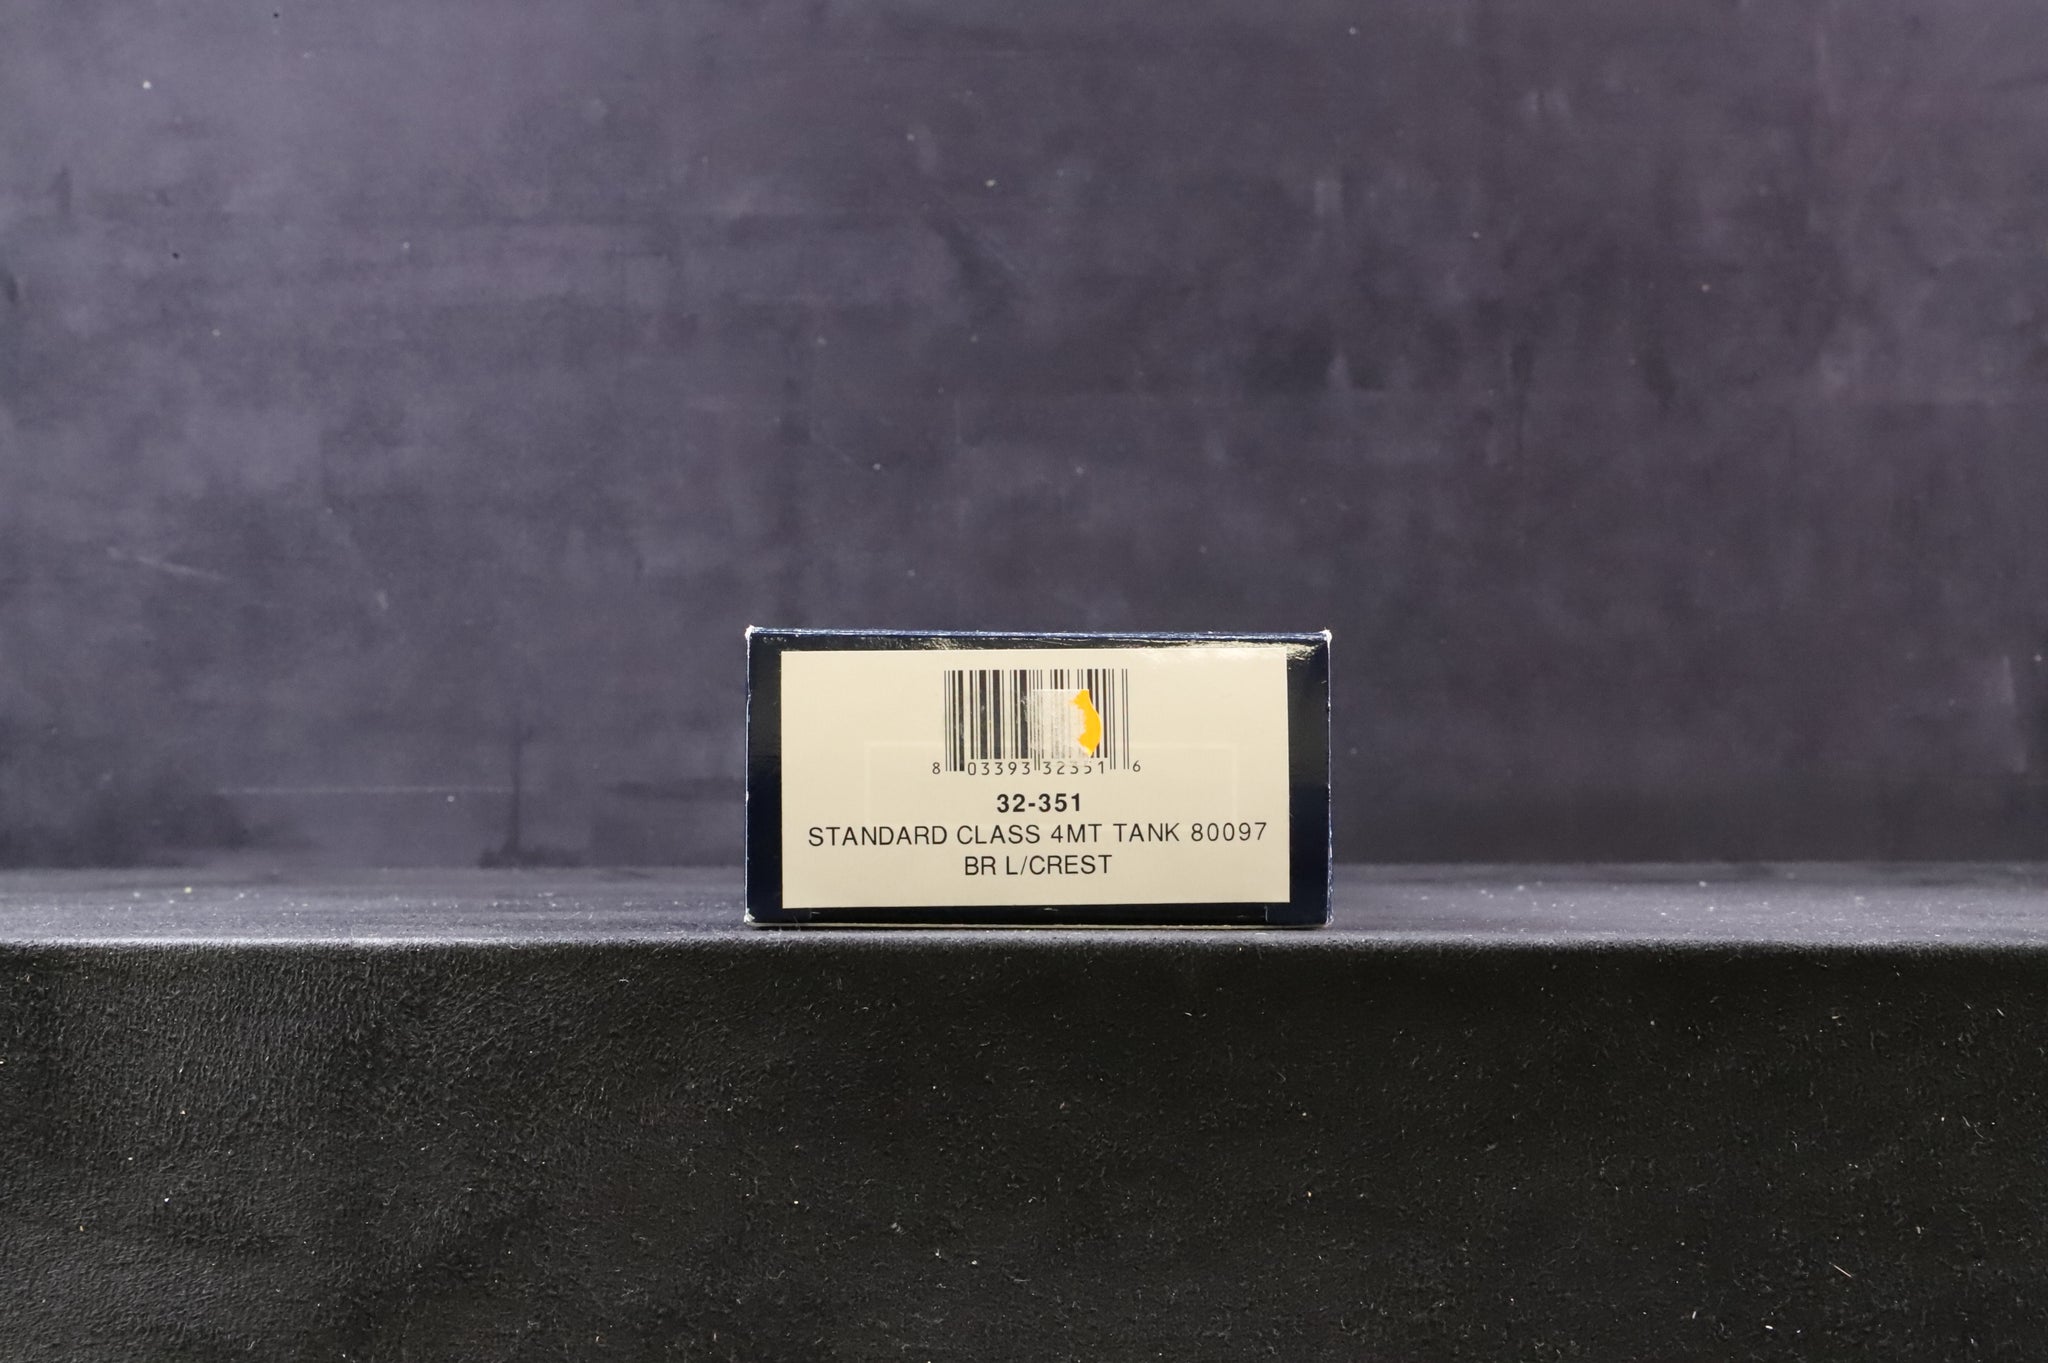 8 03393 32351 6
32-351
STANDARD CLASS 4MT TANK 80097
BR L/CREST